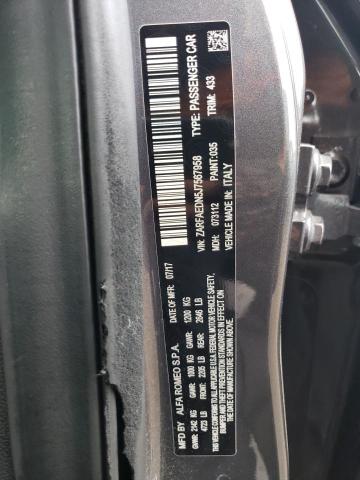 MFD BY ALFA ROMEO S.P.A. DATE OF MFR: 07/17
GVWR: 2142 KG GAWR: 1000 KG GAWR: 1200 KG
4723 LB FRONT: 2205 LB REAR: 2646 LB
THIS VEHICLE CONFORMS TO ALL APPLICABLE U.S.A. FEDERAL MOTOR VEHICLE SAFETY,
BUMPER AND THEFT PREVENTION STANDARDS IN EFFECT ON THE DATE OF MANUFACTURE SHOWN ABOVE.
VIN: ZARFAEDN5J7567958 TYPE: PASSENGER CAR
MDH: 073112 PAINT:035 TRIM: 433
VEHICLE MADE IN: ITALY